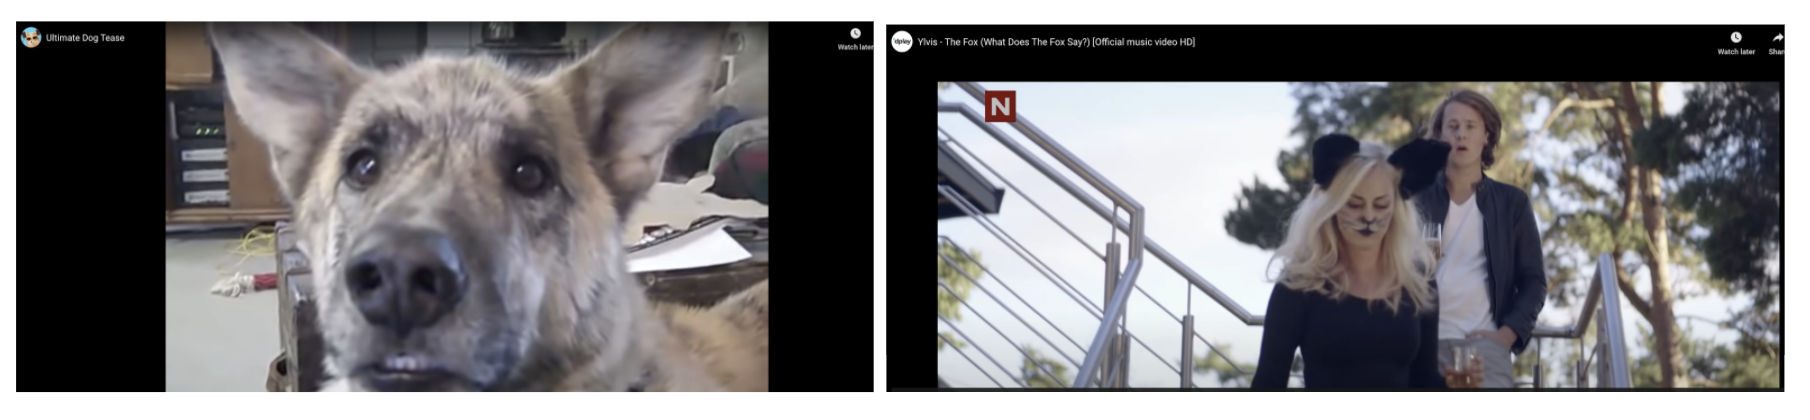 Ultimate Dog Tease
Watch later
dplay
Ylvis - The Fox (What Does The Fox Say?) [Official music video HD]
Watch later
Shar
N